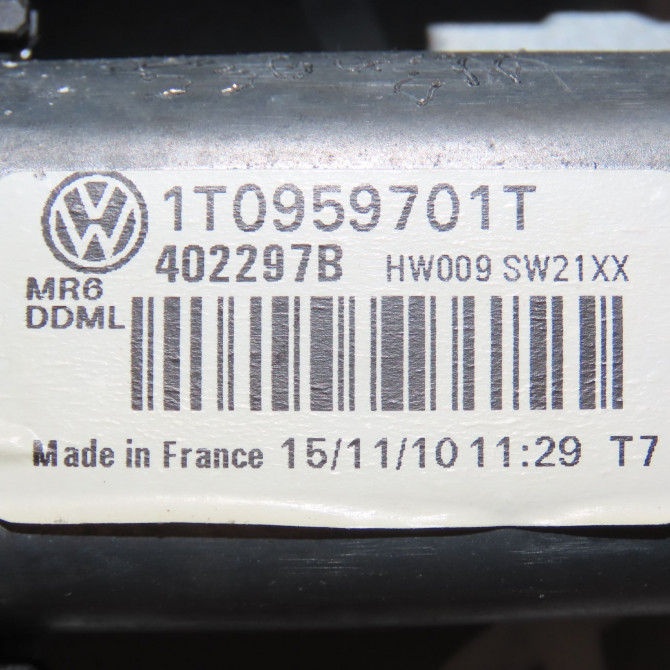 1T0959701T
402297B HW009 SW21XX
MR6
DDML
Made in France 15/11/10 11:29 T7